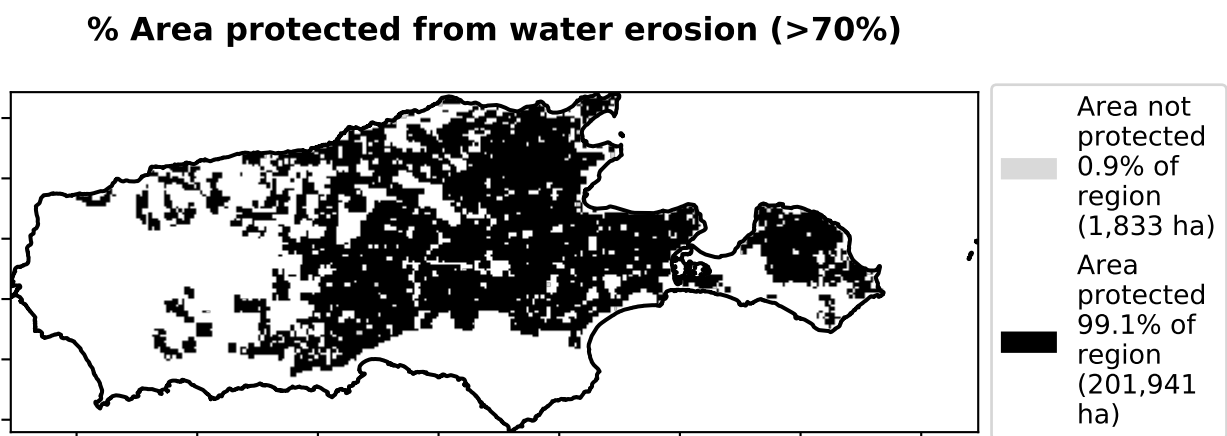 % Area protected from water erosion (>70%)
Area not
protected
0.9% of
region
(1,833 ha)
Area
protected
99.1% of
region
(201,941
ha)